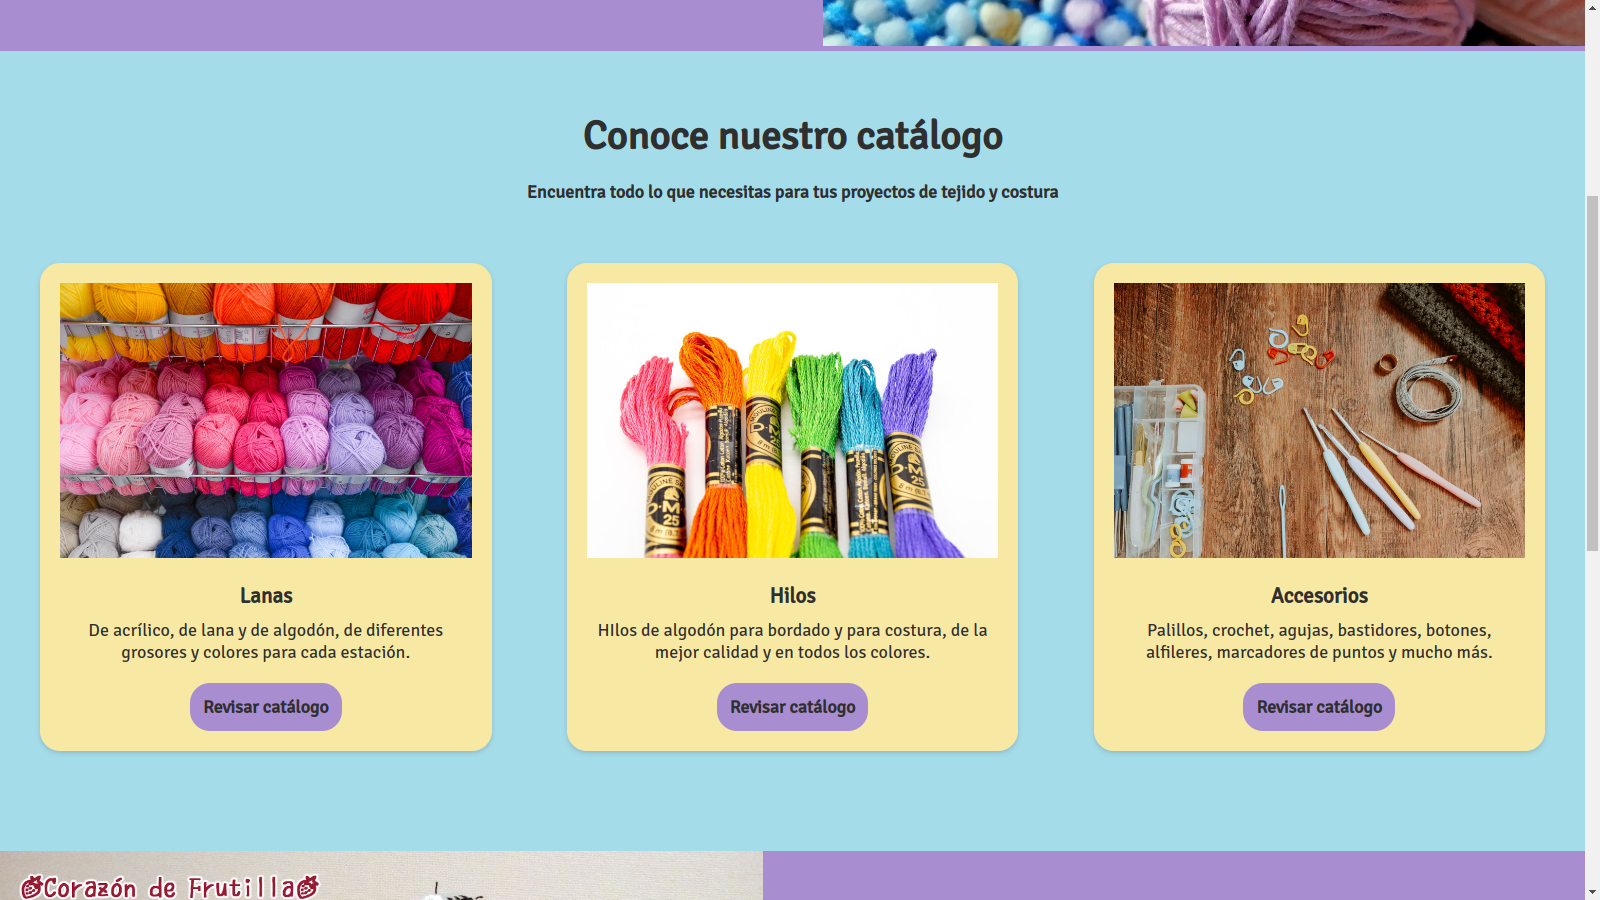 Conoce nuestro catálogo
Encuentra todo lo que necesitas para tus proyectos de tejido y costura
Lanas
De acrílico, de lana y de algodón, de diferentes
grosores y colores para cada estación.
Revisar catálogo
Hilos
HIlos de algodón para bordado y para costura, de la
mejor calidad y en todos los colores.
Revisar catálogo
Accesorios
Palillos, crochet, agujas, bastidores, botones,
alfileres, marcadores de puntos y mucho más.
Revisar catálogo
Corazón de Frutilla